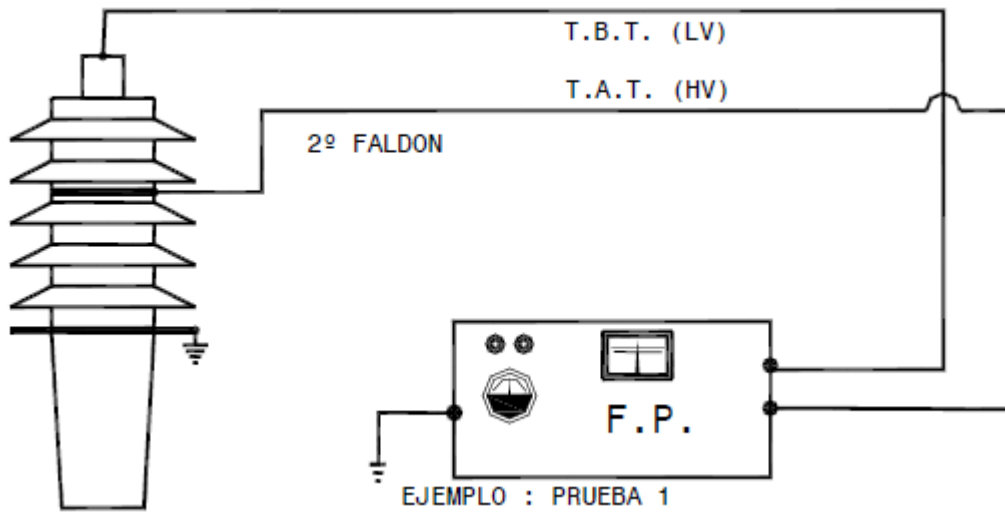 T.B.T. (LV)
T.A.T. (HV)
2º FALDON
F.P.
EJEMPLO : PRUEBA 1